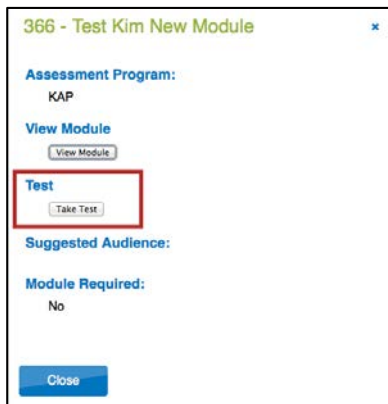 366 - Test Kim New Module
×
Assessment Program:
KAP
View Module
View Module
Test
Take Test
Suggested Audience:
Module Required:
No
Close